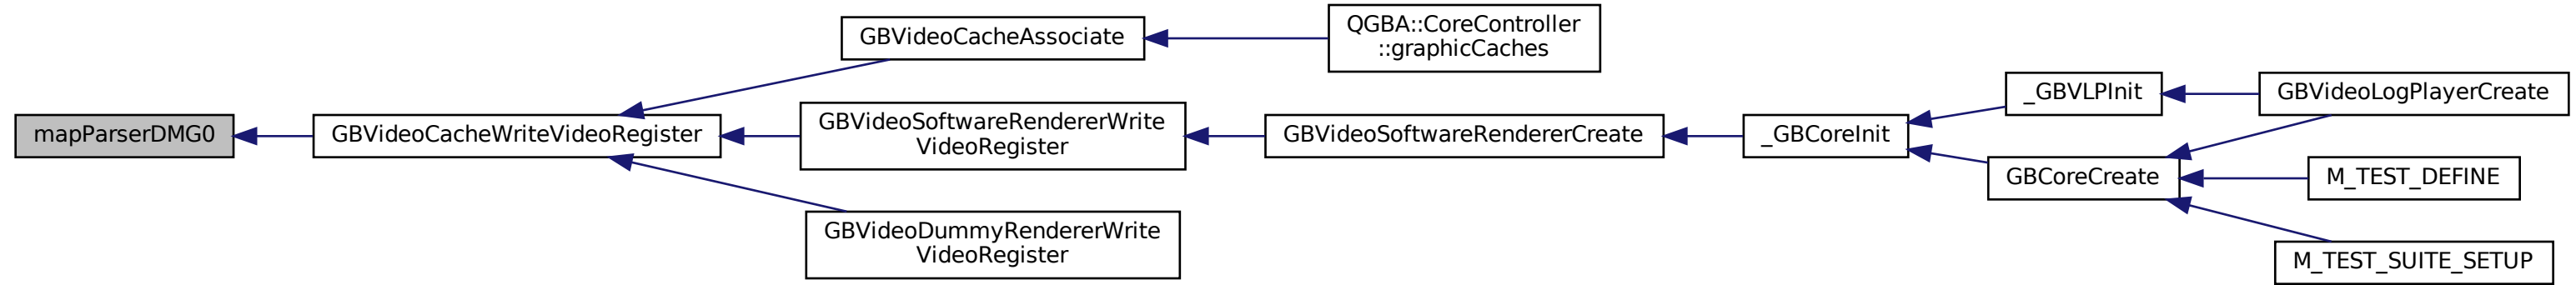 mapParserDMG0
GBVideoCacheWriteVideoRegister
GBVideoCacheAssociate
QGBA::CoreController
::graphicCaches
GBVideoSoftwareRendererWrite
VideoRegister
GBVideoSoftwareRendererCreate
_GBCoreInit
_GBVLPInit
GBVideoLogPlayerCreate
GBCoreCreate
M_TEST_DEFINE
M_TEST_SUITE_SETUP
GBVideoDummyRendererWrite
VideoRegister